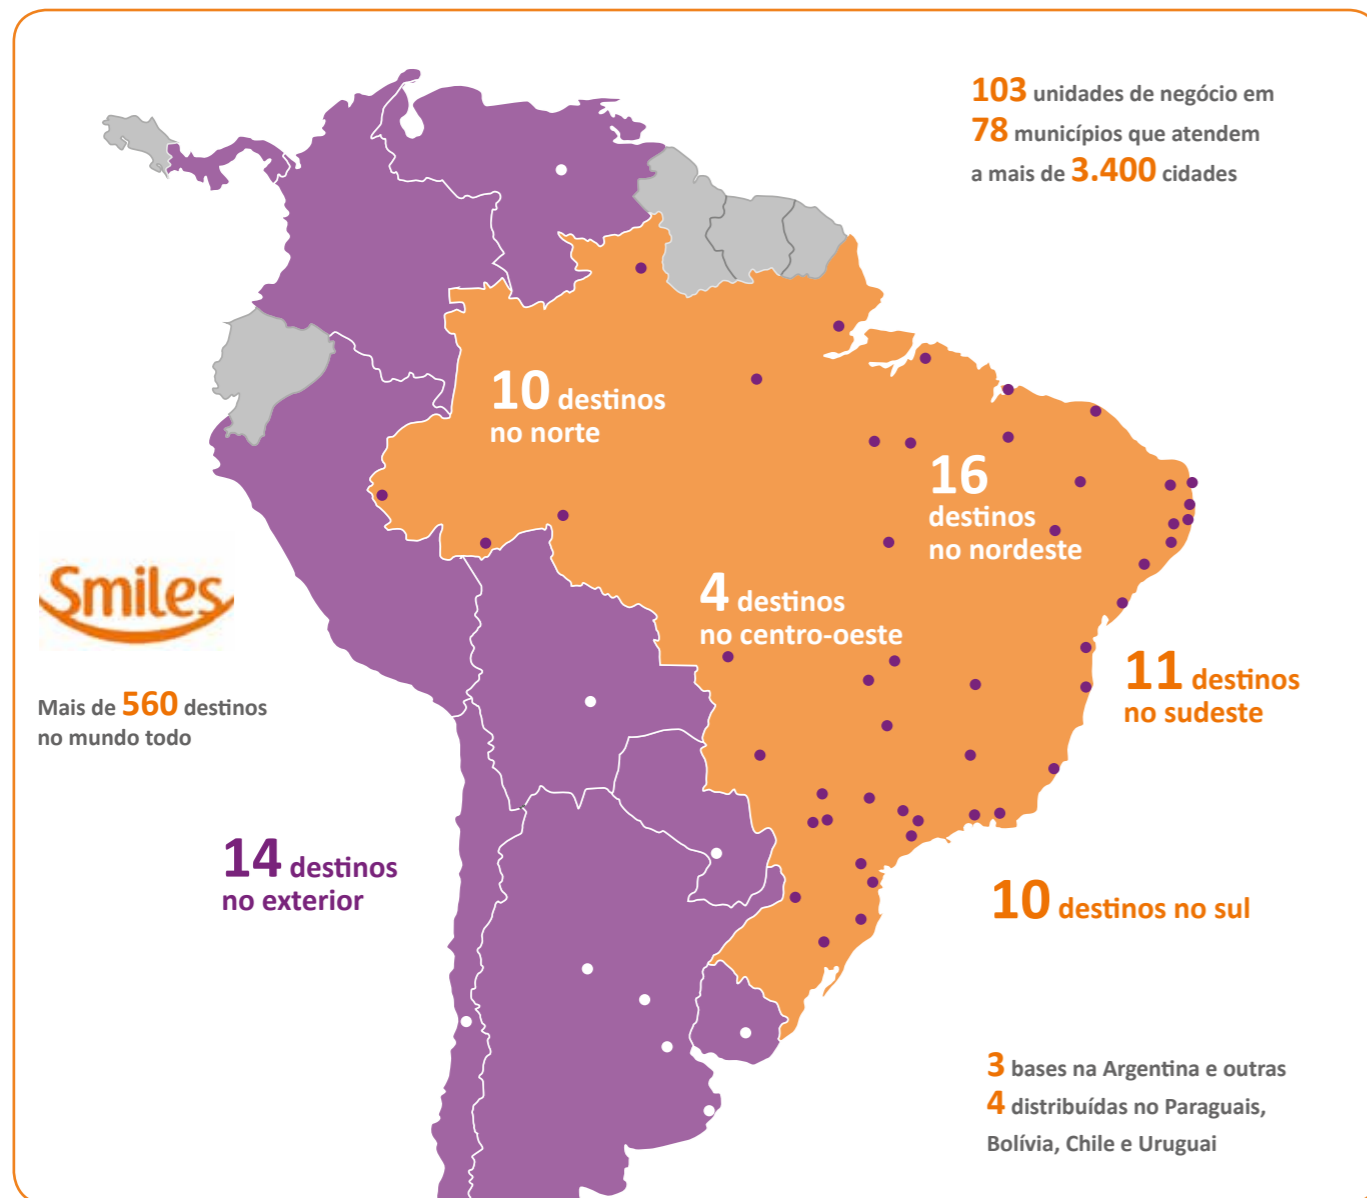 103 unidades de negócio em
78 municípios que atendem
a mais de 3.400 cidades
10 destinos
no norte
16
destinos
no nordeste
4 destinos
no centro-oeste
Smiles
Mais de 560 destinos
no mundo todo
11 destinos
no sudeste
14 destinos
no exterior
10 destinos no sul
3 bases na Argentina e outras
4 distribuídas no Paraguais,
Bolívia, Chile e Uruguai